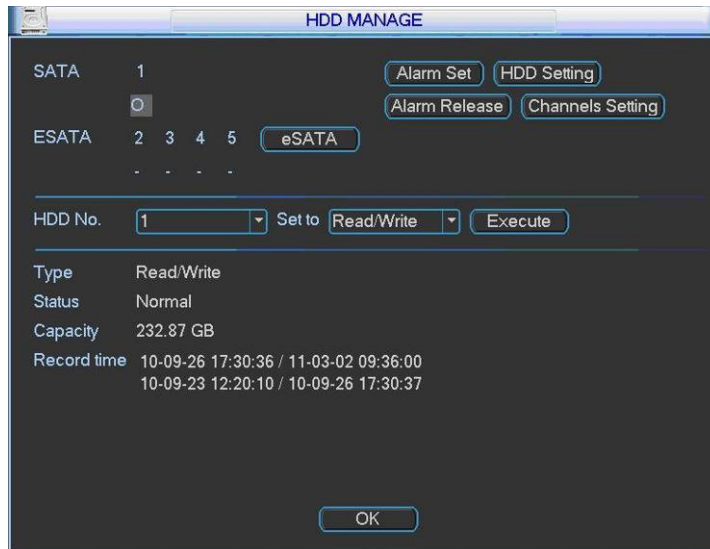 HDD MANAGE
SATA 1 Alarm Set HDD Setting
O Alarm Release Channels Setting
ESATA 2 3 4 5 eSATA
- - - -
HDD No. 1 Set to Read/Write Execute
Type Read/Write
Status Normal
Capacity 232.87 GB
Record time 10-09-26 17:30:36 / 11-03-02 09:36:00
10-09-23 12:20:10 / 10-09-26 17:30:37
OK